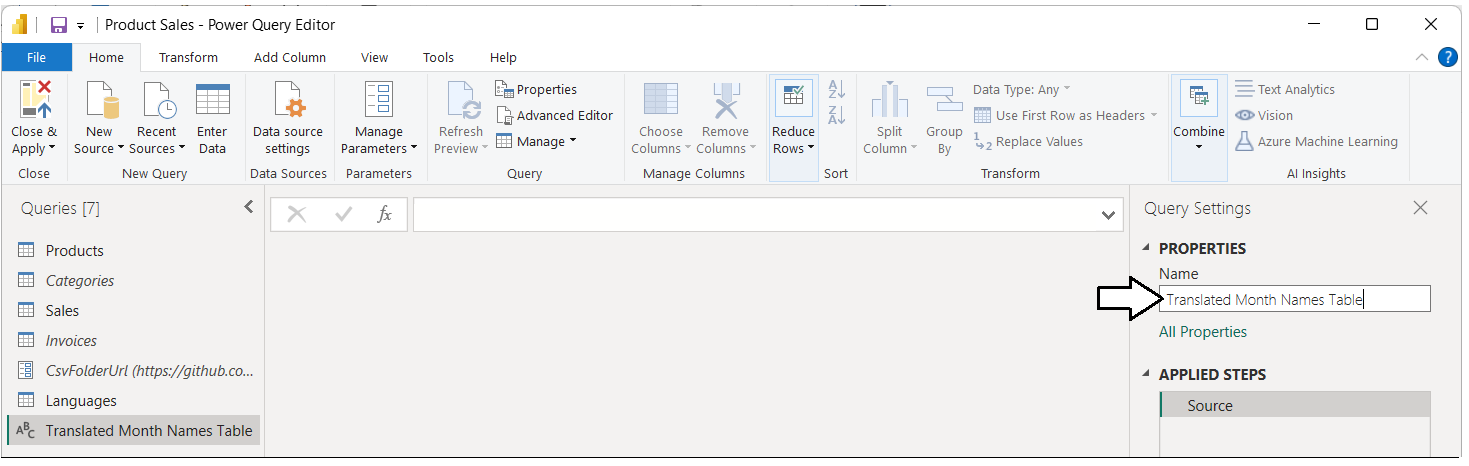 Product Sales - Power Query Editor
File Home Transform Add Column View Tools Help
?
Close & Apply
New Source
Recent Sources
Enter Data
Data source settings
Manage Parameters
Refresh Preview
Properties
Advanced Editor
Manage
Choose Columns
Remove Columns
Reduce Rows
A Z
Z A
Split Column
Group By
Data Type: Any
Use First Row as Headers
1 2 Replace Values
Combine
Text Analytics
Vision
Azure Machine Learning
Close New Query Data Sources Parameters Query Manage Columns Sort Transform AI Insights
Queries [7]
fx
Query Settings
Products
Categories
Sales
Invoices
CsvFolderUrl (https://github.co...
Languages
ABC Translated Month Names Table
PROPERTIES
Name
Translated Month Names Table
All Properties
APPLIED STEPS
Source